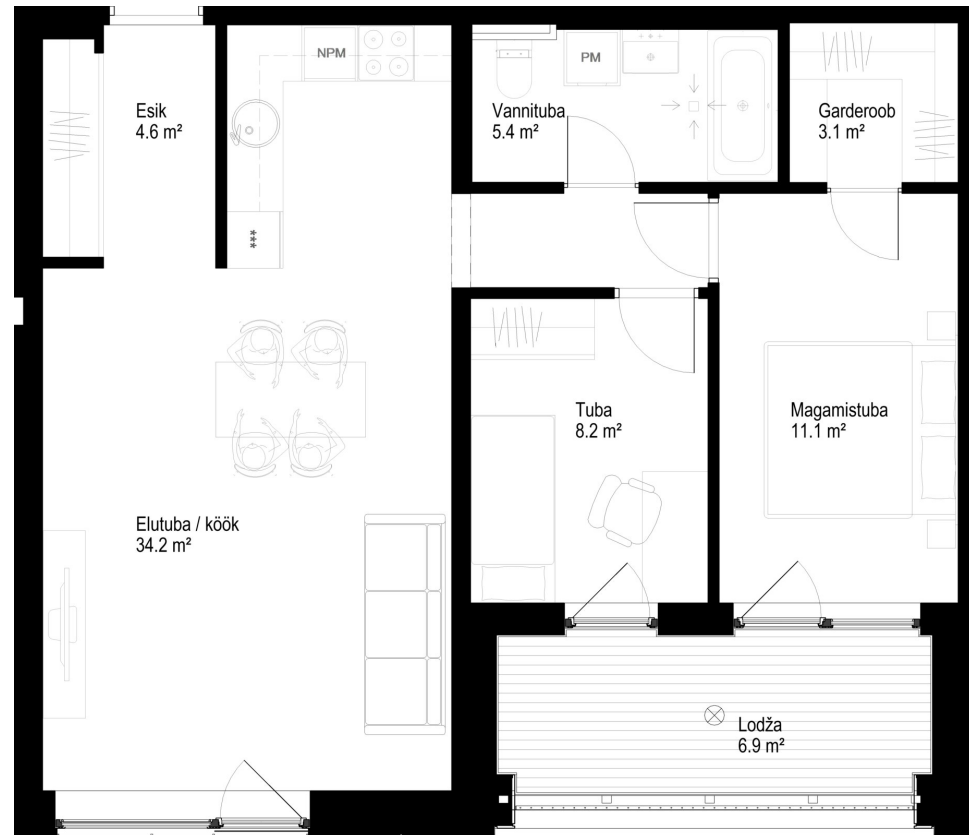 NPM
PM
Esik
4.6 m²
Vannituba
5.4 m²
Garderoob
3.1 m²
***
Tuba
8.2 m²
Magamistuba
11.1 m²
Elutuba / köök
34.2 m²
Lodža
6.9 m²